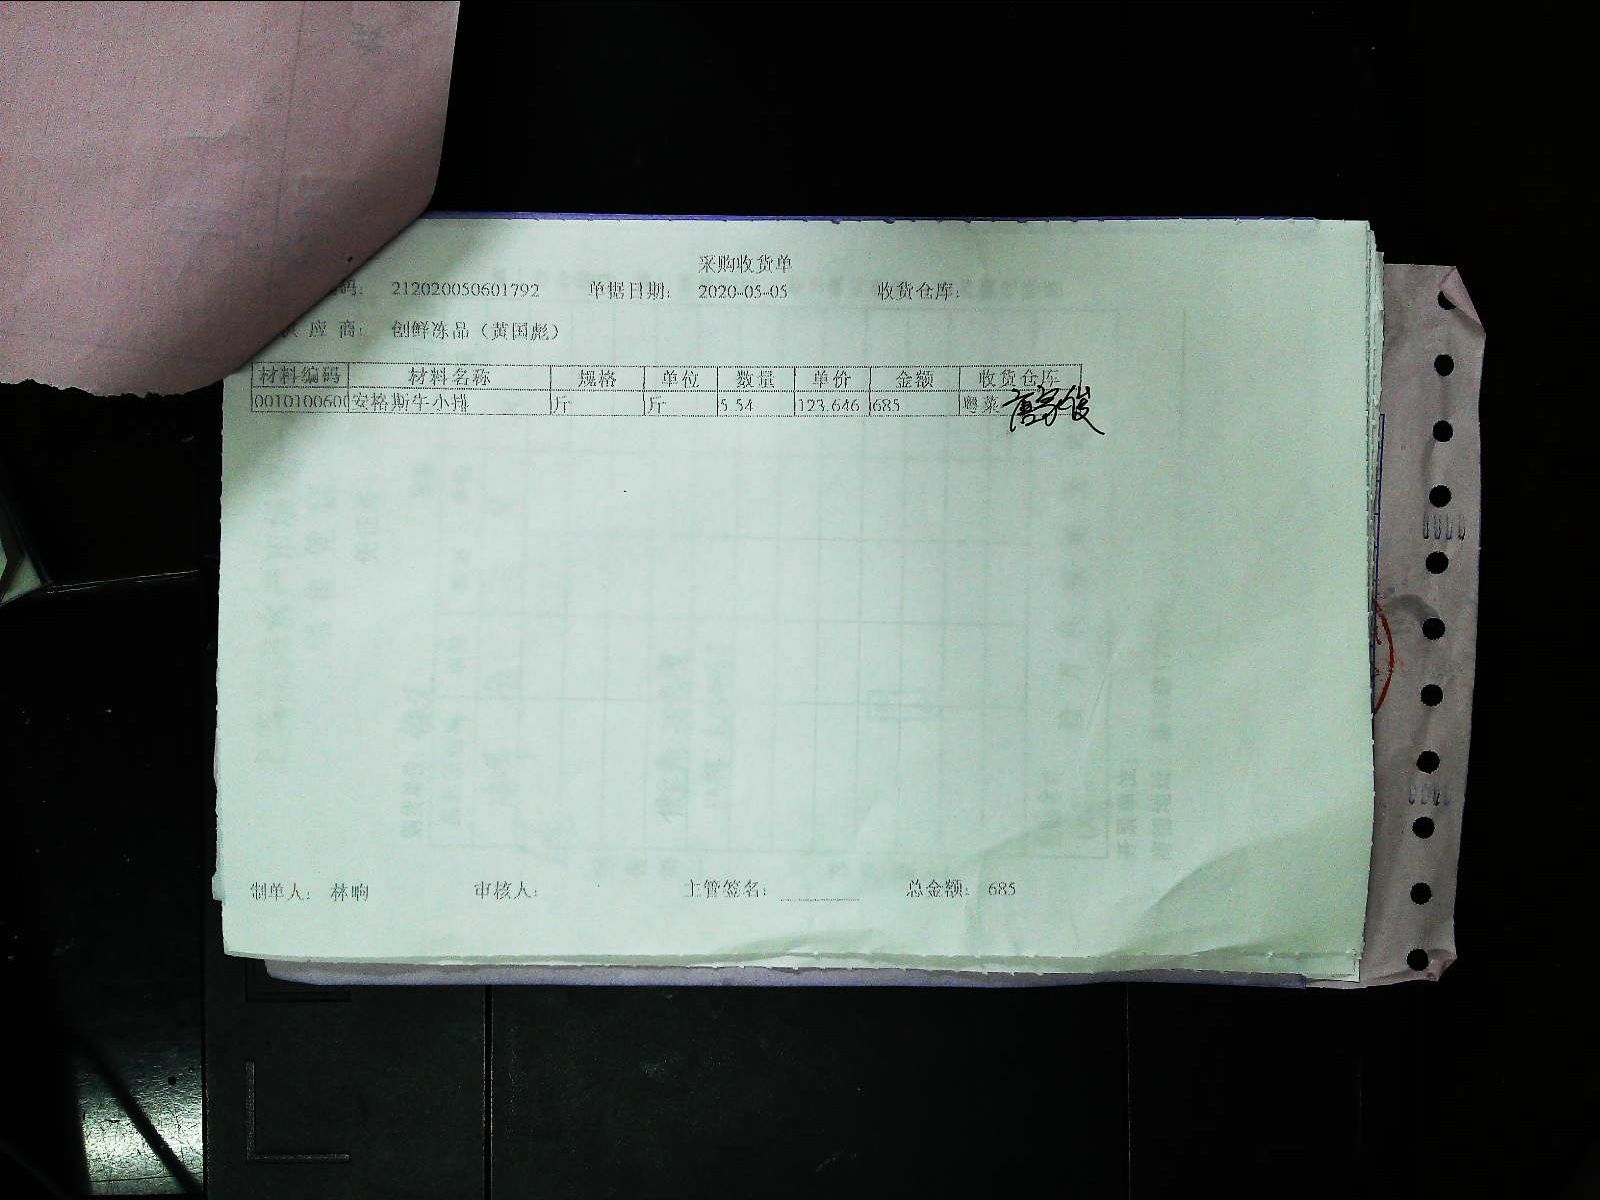 采购收货单
码: 212020050601792 单据日期: 2020-05-05 收货仓库:
应 商: 创鲜冻品（黄国彪）
材料编码 材料名称 规格 单位 数量 单价 金额 收货仓库
0010100600 安格斯牛小排 斤 斤 5.54 123.646 685 粤菜
制单人: 林晌 审核人: 主管签名: 总金额: 685